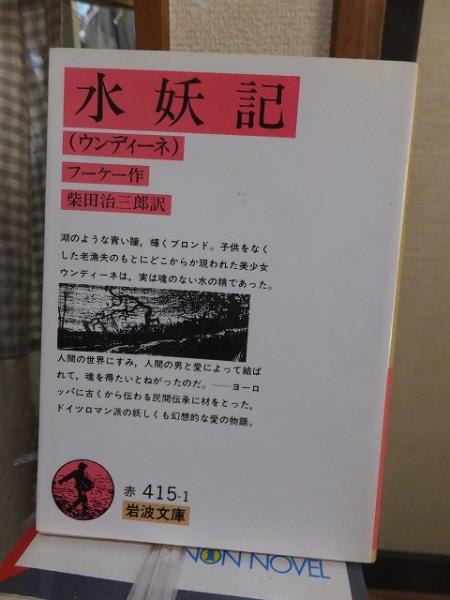 水妖記
(ウンディーネ)
フーケー作
柴田治三郎訳
湖のような青い瞳，輝くブロンド。子供をなく
した老漁夫のもとにどこからか現われた美少女
ウンディーネは，実は魂のない水の精であった。
人間の世界にすみ，人間の男と愛によって結ば
れて，魂を得たいとねがったのだ。──ヨーロ
ッパに古くから伝わる民間伝承に材をとった，
ドイツロマン派の妖しくも幻想的な愛の物語。
赤 415-1
岩波文庫
NON NOVEL